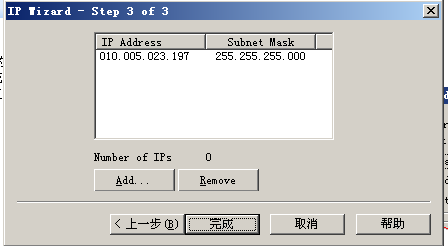 IP Wizard - Step 3 of 3
IP Address Subnet Mask
010.005.023.197 255.255.255.000
Number of IPs 0
Add... Remove
< 上一步(B) 完成 取消 帮助